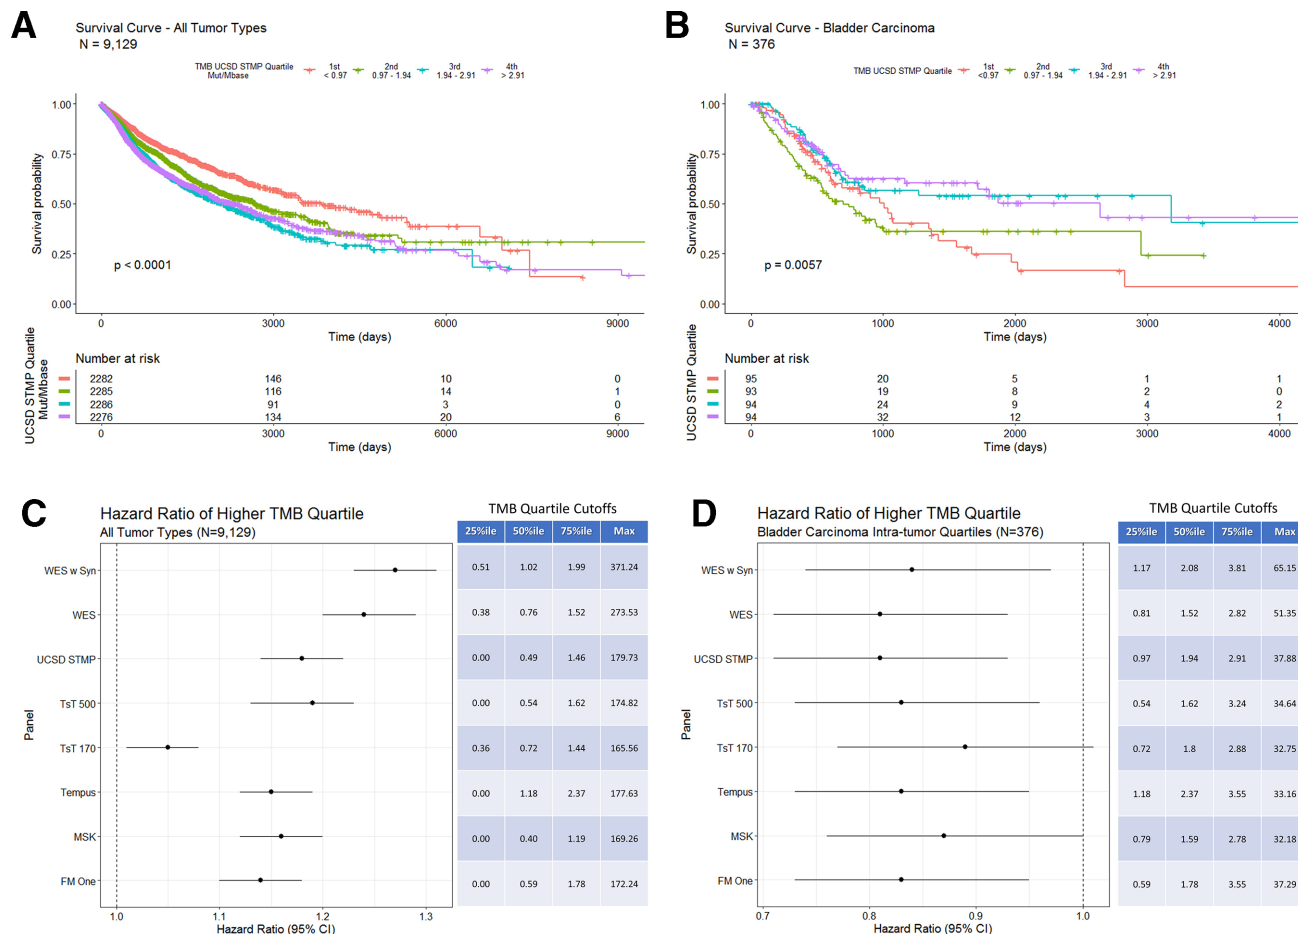 A
Survival Curve - All Tumor Types
N = 9,129
TMB UCSD STMP Quartile 1st 2nd 3rd 4th
Mut/Mbase < 0.97 0.97 - 1.94 1.94 - 2.91 > 2.91
Survival probability
1.00
0.75
0.50
0.25
0.00
p < 0.0001
0 3000 6000 9000
Time (days)
Number at risk
UCSD STMP Quartile
Mut/Mbase
2282 146 10 0
2285 116 14 1
2286 91 3 0
2276 134 20 6
0 3000 6000 9000
Time (days)
B
Survival Curve - Bladder Carcinoma
N = 376
TMB UCSD STMP Quartile 1st 2nd 3rd 4th
<0.97 0.97 - 1.94 1.94 - 2.91 > 2.91
Survival probability
1.00
0.75
0.50
0.25
0.00
p = 0.0057
0 1000 2000 3000 4000
Time (days)
Number at risk
UCSD STMP Quartile
95 20 5 1 1
93 19 8 2 0
94 24 9 4 2
94 32 12 3 1
0 1000 2000 3000 4000
Time (days)
C
Hazard Ratio of Higher TMB Quartile
All Tumor Types (N=9,129)
TMB Quartile Cutoffs
25%ile 50%ile 75%ile Max
Panel
WES w Syn 0.51 1.02 1.99 371.24
WES 0.38 0.76 1.52 273.53
UCSD STMP 0.00 0.49 1.46 179.73
TsT 500 0.00 0.54 1.62 174.82
TsT 170 0.36 0.72 1.44 165.56
Tempus 0.00 1.18 2.37 177.63
MSK 0.00 0.40 1.19 169.26
FM One 0.00 0.59 1.78 172.24
1.0 1.1 1.2 1.3
Hazard Ratio (95% CI)
D
Hazard Ratio of Higher TMB Quartile
Bladder Carcinoma Intra-tumor Quartiles (N=376)
TMB Quartile Cutoffs
25%ile 50%ile 75%ile Max
Panel
WES w Syn 1.17 2.08 3.81 65.15
WES 0.81 1.52 2.82 51.35
UCSD STMP 0.97 1.94 2.91 37.88
TsT 500 0.54 1.62 3.24 34.64
TsT 170 0.72 1.8 2.88 32.75
Tempus 1.18 2.37 3.55 33.16
MSK 0.79 1.59 2.78 32.18
FM One 0.59 1.78 3.55 37.29
0.7 0.8 0.9 1.0
Hazard Ratio (95% CI)